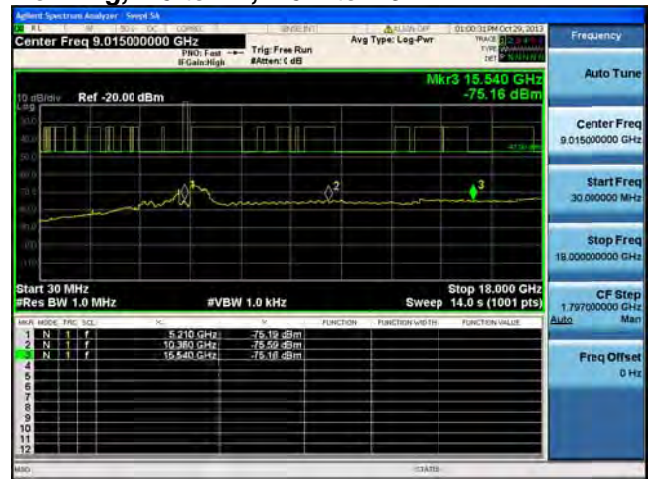 Agilent Spectrum Analyzer - Swept SA
Center Freq 9.015000000 GHz
PNO: Fast
IFGain:High
Trig: Free Run
#Atten: 0 dB
Avg Type: Log-Pwr
01:00:31 PM Oct 29, 2013
TRACE
TYPE
DET
Frequency
Auto Tune
Mkr3 15.540 GHz
-75.16 dBm
10 dB/div
Log
Ref -20.00 dBm
1
2
3
Center Freq
9.015000000 GHz
Start Freq
30.000000 MHz
Stop Freq
18.000000000 GHz
Start 30 MHz
Stop 18.000 GHz
#Res BW 1.0 MHz
#VBW 1.0 kHz
Sweep 14.0 s (1001 pts)
CF Step
1.797000000 GHz
Auto Man
MKR MODE TRC SCL X Y FUNCTION FUNCTION WIDTH FUNCTION VALUE
1 N 1 f 5.210 GHz -75.19 dBm
2 N 1 f 10.380 GHz -75.59 dBm
3 N 1 f 15.540 GHz -75.16 dBm
4
5
6
7
8
9
10
11
12
Freq Offset
0 Hz
MSG
STATUS